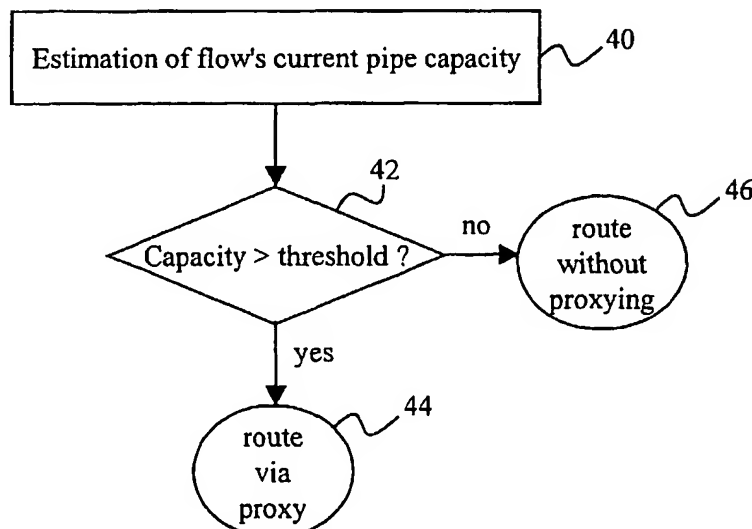 Estimation of flow's current pipe capacity
40
42
Capacity > threshold ?
no
46
route
without
proxying
yes
44
route
via
proxy